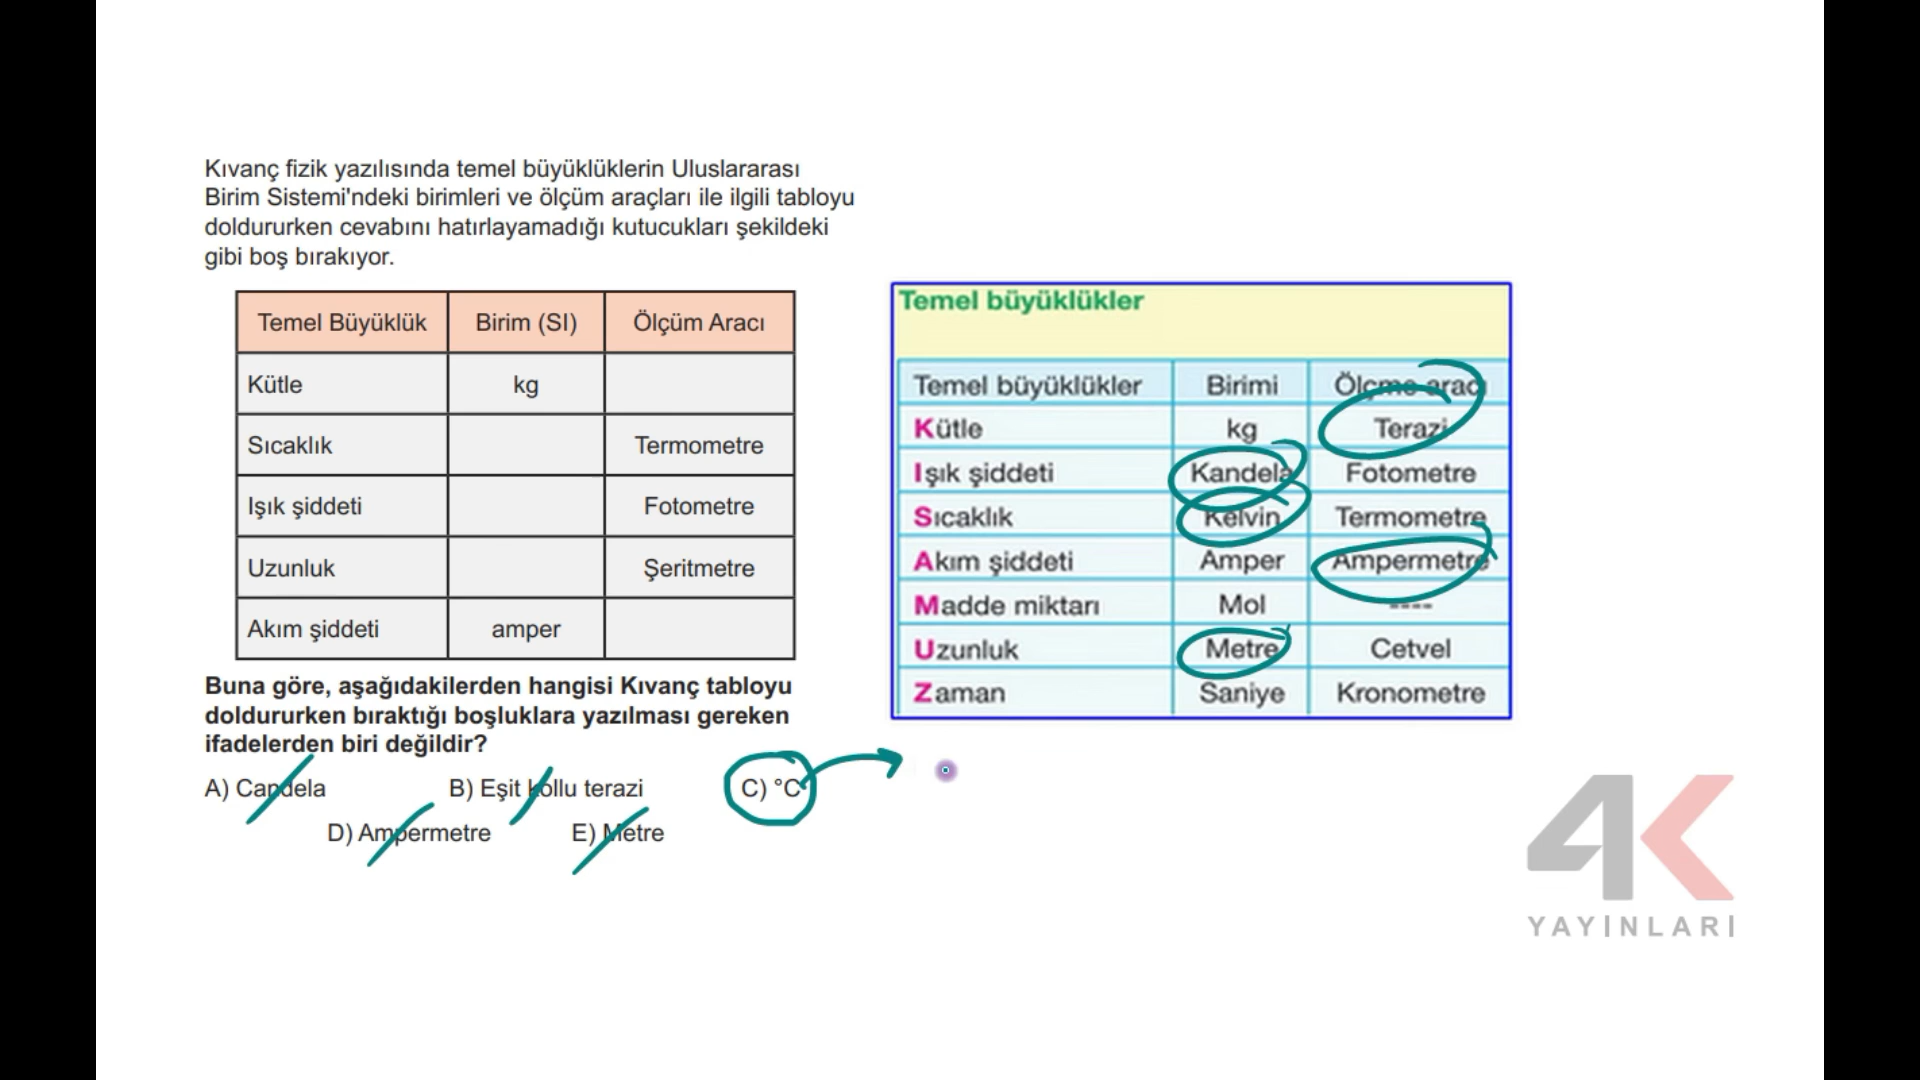 Kıvanç fizik yazılısında temel büyüklüklerin Uluslararası
Birim Sistemi'ndeki birimleri ve ölçüm araçları ile ilgili tabloyu
doldururken cevabını hatırlayamadığı kutucukları şekildeki
gibi boş bırakıyor.
Temel Büyüklük Birim (SI) Ölçüm Aracı
Kütle kg
Sıcaklık Termometre
Işık şiddeti Fotometre
Uzunluk Şeritmetre
Akım şiddeti amper
Buna göre, aşağıdakilerden hangisi Kıvanç tabloyu
doldururken bıraktığı boşluklara yazılması gereken
ifadelerden biri değildir?
A) Candela B) Eşit kollu terazi C) °C
D) Ampermetre E) Metre
Temel büyüklükler
Temel büyüklükler Birimi Ölçme aracı
Kütle kg Terazi
Işık şiddeti Kandela Fotometre
Sıcaklık Kelvin Termometre
Akım şiddeti Amper Ampermetre
Madde miktarı Mol ----
Uzunluk Metre Cetvel
Zaman Saniye Kronometre
4K
YAYINLARI